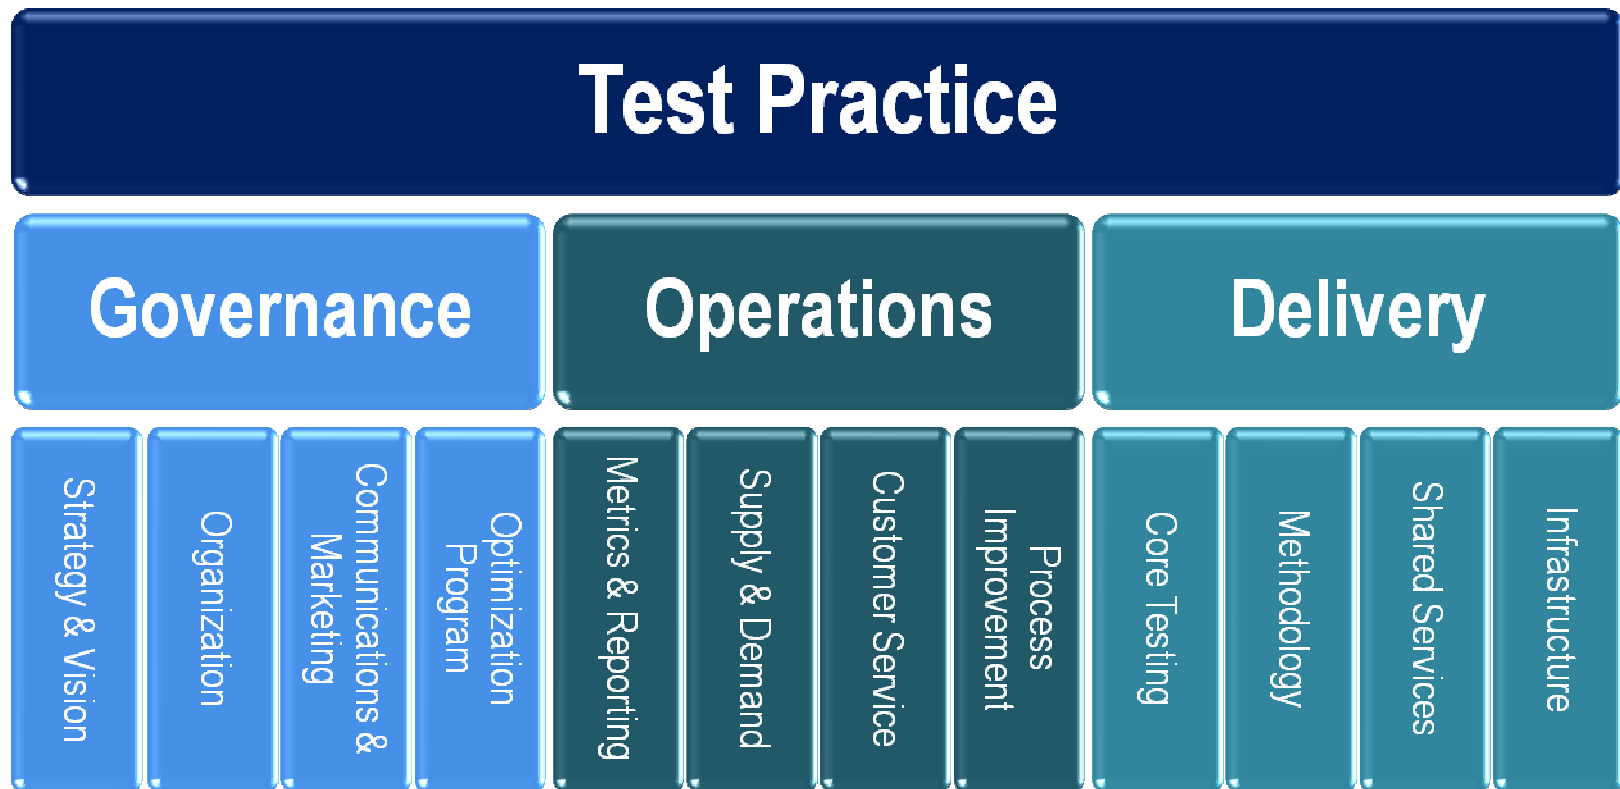 Test Practice
Governance
Operations
Delivery
Strategy & Vision
Organization
Communications &
Marketing
Optimization
Program
Metrics & Reporting
Supply & Demand
Customer Service
Process
Improvement
Core Testing
Methodology
Shared Services
Infrastructure